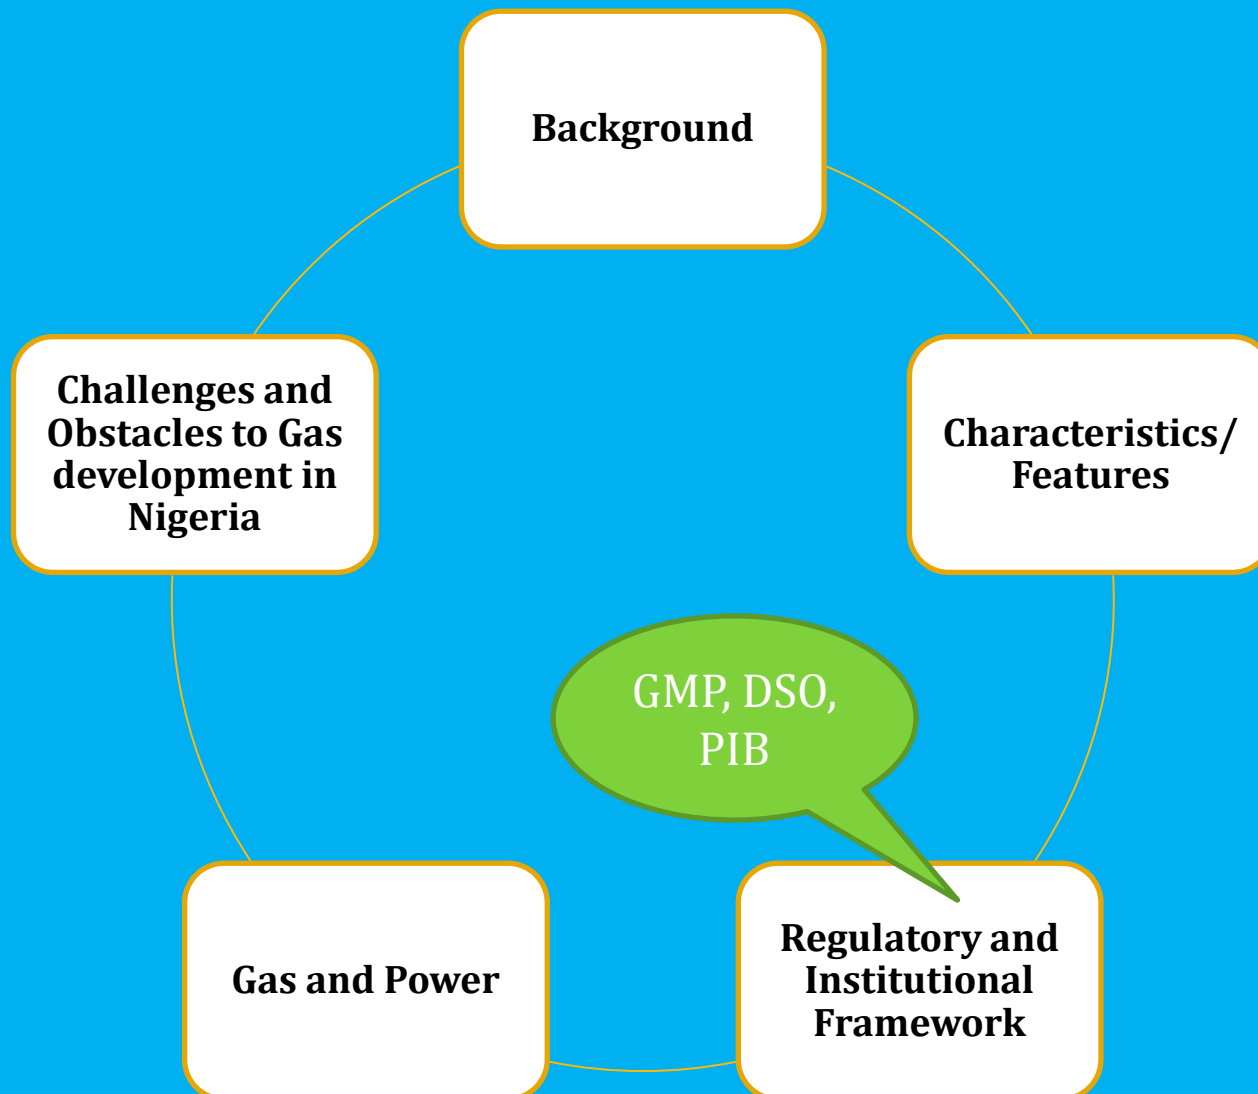 Background
Characteristics/
Features
Regulatory and
Institutional
Framework
GMP, DSO,
PIB
Gas and Power
Challenges and
Obstacles to Gas
development in
Nigeria